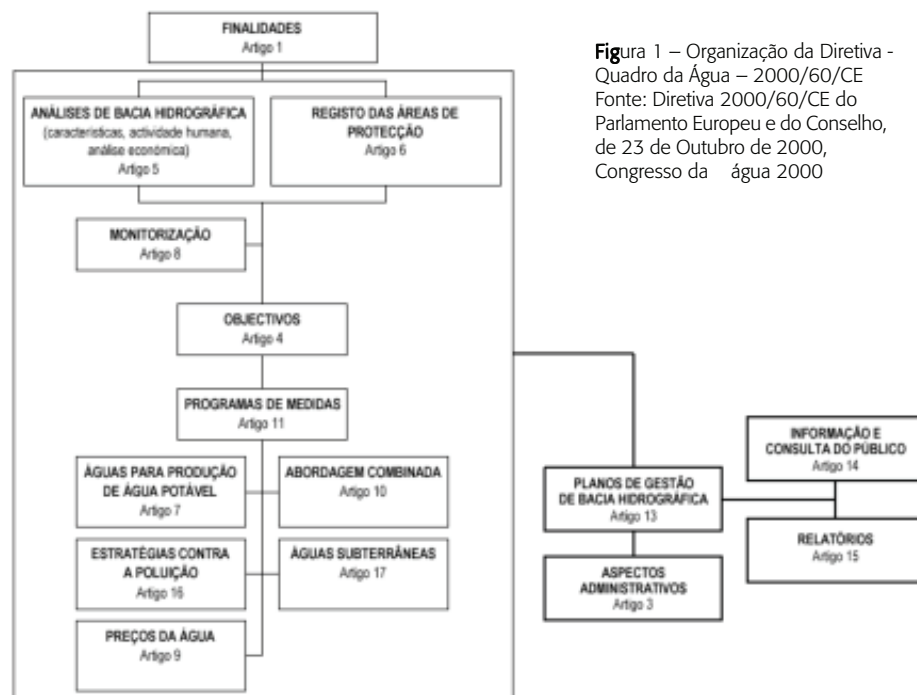 FINALIDADES
Artigo 1
Figura 1 – Organização da Diretiva -
Quadro da Água – 2000/60/CE
Fonte: Diretiva 2000/60/CE do
Parlamento Europeu e do Conselho,
de 23 de Outubro de 2000,
Congresso da água 2000
ANÁLISES DE BACIA HIDROGRÁFICA
(características, actividade humana,
análise económica)
Artigo 5
REGISTO DAS ÁREAS DE
PROTECÇÃO
Artigo 6
MONITORIZAÇÃO
Artigo 8
OBJECTIVOS
Artigo 4
PROGRAMAS DE MEDIDAS
Artigo 11
ÁGUAS PARA PRODUÇÃO
DE ÁGUA POTÁVEL
Artigo 7
ABORDAGEM COMBINADA
Artigo 10
ESTRATÉGIAS CONTRA
A POLUIÇÃO
Artigo 16
ÁGUAS SUBTERRÂNEAS
Artigo 17
PREÇOS DA ÁGUA
Artigo 9
PLANOS DE GESTÃO
DE BACIA HIDROGRÁFICA
Artigo 13
ASPECTOS
ADMINISTRATIVOS
Artigo 3
INFORMAÇÃO E
CONSULTA DO PÚBLICO
Artigo 14
RELATÓRIOS
Artigo 15